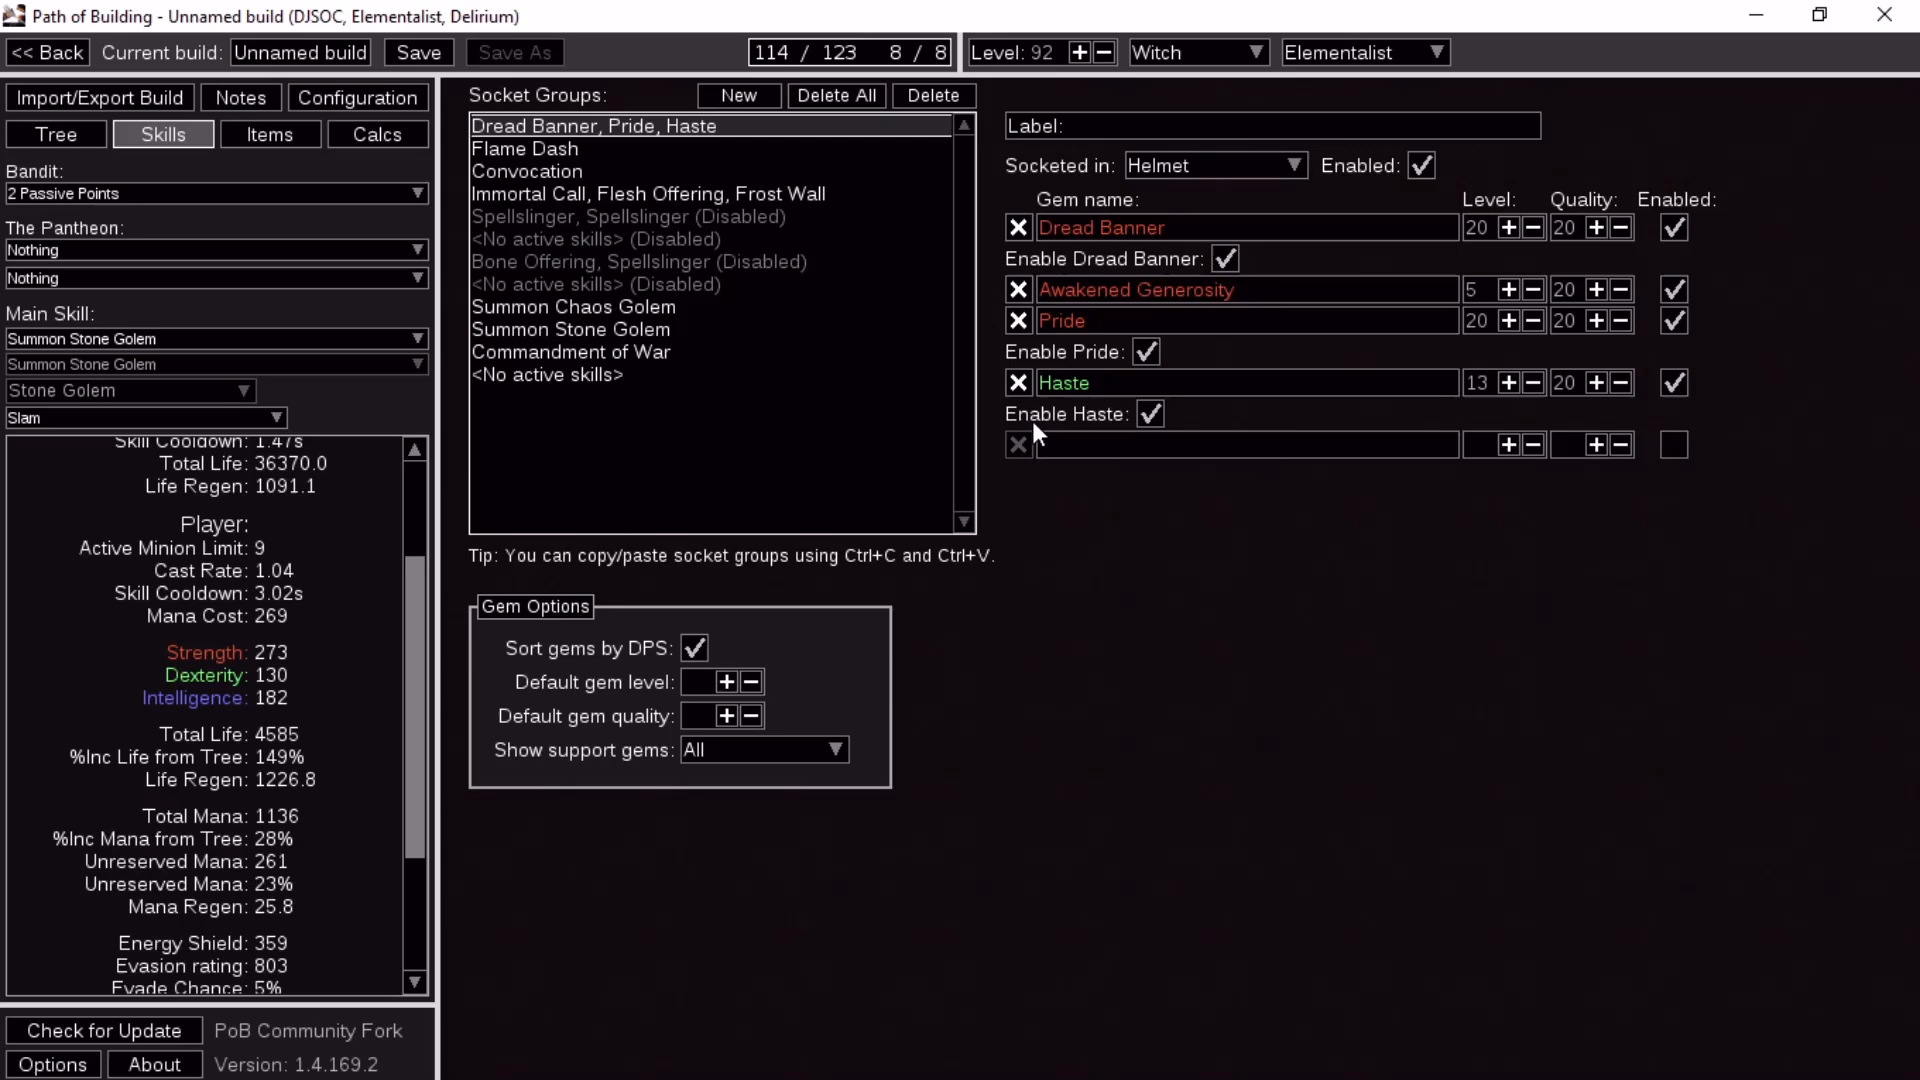 Path of Building - Unnamed build (DJSOC, Elementalist, Delirium)
<< Back Current build: Unnamed build Save Save As 114 / 123 8 / 8 Level: 92 + − Witch Elementalist
Import/Export Build Notes Configuration
Tree Skills Items Calcs
Bandit:
2 Passive Points
The Pantheon:
Nothing
Nothing
Main Skill:
Summon Stone Golem
Summon Stone Golem
Stone Golem
Slam
Skill Cooldown: 1.47s
Total Life: 36370.0
Life Regen: 1091.1
Player:
Active Minion Limit: 9
Cast Rate: 1.04
Skill Cooldown: 3.02s
Mana Cost: 269
Strength: 273
Dexterity: 130
Intelligence: 182
Total Life: 4585
%Inc Life from Tree: 149%
Life Regen: 1226.8
Total Mana: 1136
%Inc Mana from Tree: 28%
Unreserved Mana: 261
Unreserved Mana: 23%
Mana Regen: 25.8
Energy Shield: 359
Evasion rating: 803
Evade Chance: 5%
Check for Update PoB Community Fork
Options About Version: 1.4.169.2
Socket Groups: New Delete All Delete
Dread Banner, Pride, Haste
Flame Dash
Convocation
Immortal Call, Flesh Offering, Frost Wall
Spellslinger, Spellslinger (Disabled)
<No active skills> (Disabled)
Bone Offering, Spellslinger (Disabled)
<No active skills> (Disabled)
Summon Chaos Golem
Summon Stone Golem
Commandment of War
<No active skills>
Tip: You can copy/paste socket groups using Ctrl+C and Ctrl+V.
Gem Options
Sort gems by DPS:
Default gem level: + −
Default gem quality: + −
Show support gems: All
Label:
Socketed in: Helmet Enabled:
Gem name: Level: Quality: Enabled:
Dread Banner 20 + − 20 + −
Enable Dread Banner:
Awakened Generosity 5 + − 20 + −
Pride 20 + − 20 + −
Enable Pride:
Haste 13 + − 20 + −
Enable Haste:
+ − + −